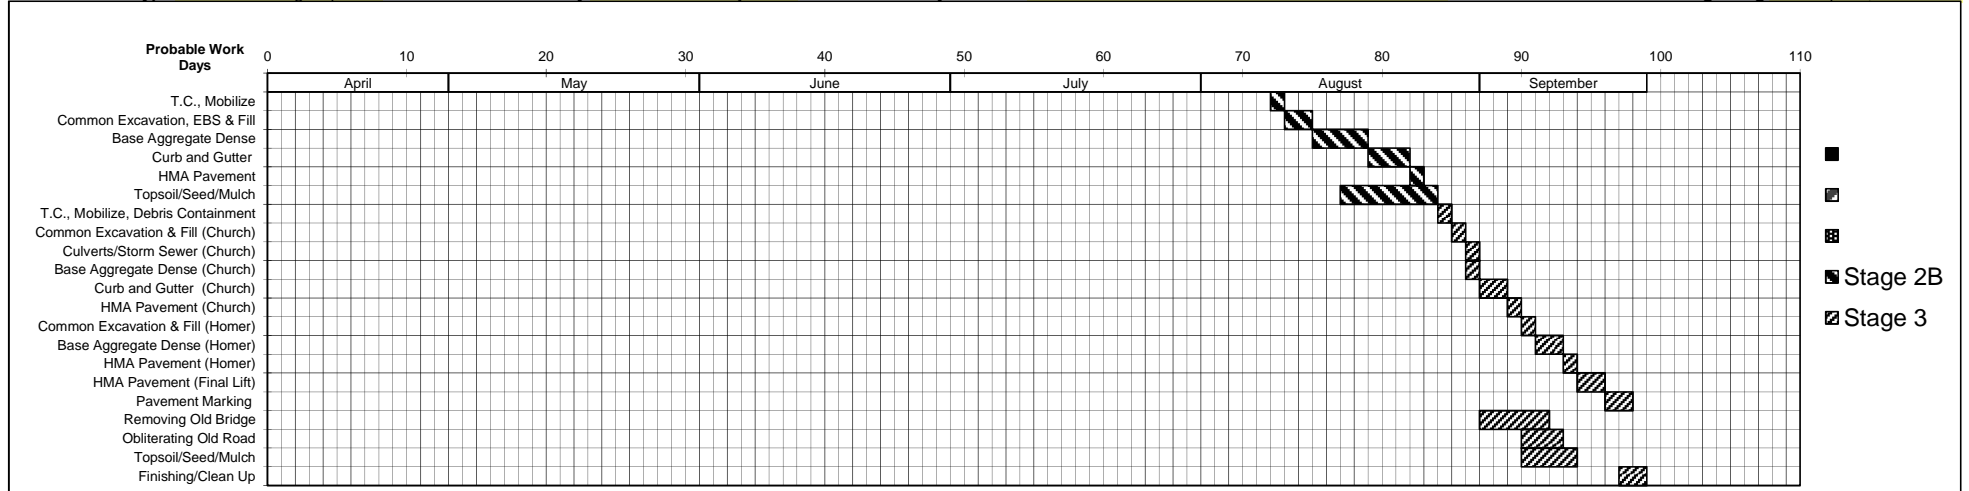 Probable Work
Days
0 10 20 30 40 50 60 70 80 90 100 110
April May June July August September
T.C., Mobilize
Common Excavation, EBS & Fill
Base Aggregate Dense
Curb and Gutter
HMA Pavement
Topsoil/Seed/Mulch
T.C., Mobilize, Debris Containment
Common Excavation & Fill (Church)
Culverts/Storm Sewer (Church)
Base Aggregate Dense (Church)
Curb and Gutter (Church)
HMA Pavement (Church)
Common Excavation & Fill (Homer)
Base Aggregate Dense (Homer)
HMA Pavement (Homer)
HMA Pavement (Final Lift)
Pavement Marking
Removing Old Bridge
Obliterating Old Road
Topsoil/Seed/Mulch
Finishing/Clean Up
Stage 2B
Stage 3